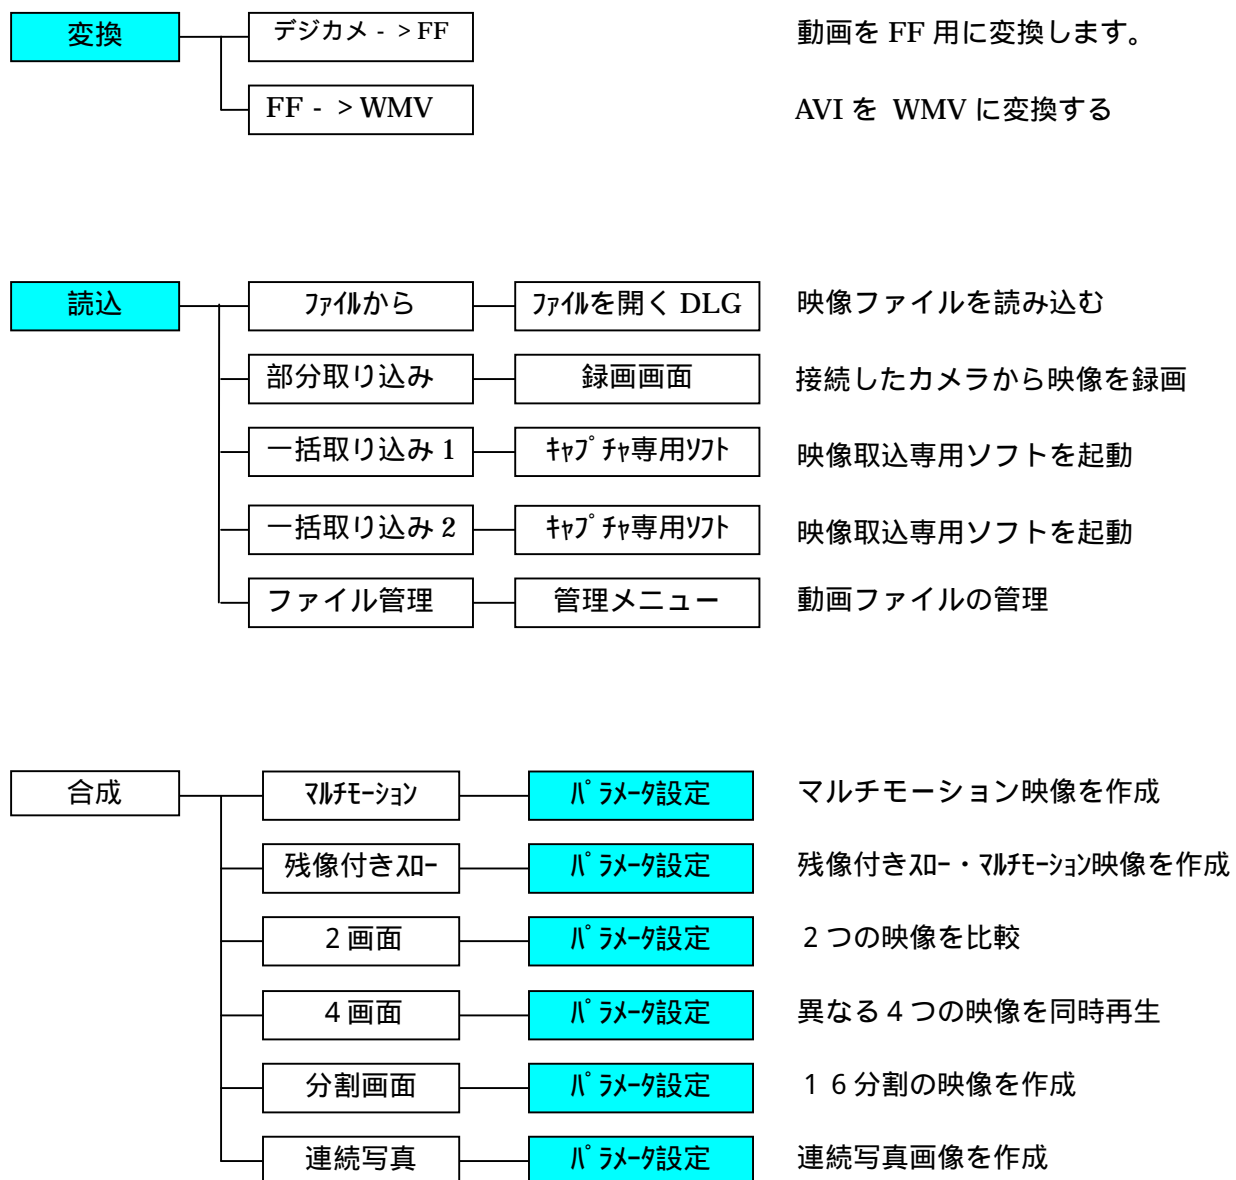 変換 デジカメ - > FF 動画を FF 用に変換します。
FF - > WMV AVI を WMV に変換する
読込 ﾌｧｲﾙから ﾌｧｲﾙを開く DLG 映像ファイルを読み込む
部分取り込み 録画画面 接続したカメラから映像を録画
一括取り込み 1 ｷｬﾌﾟﾁｬ専用ｿﾌﾄ 映像取込専用ソフトを起動
一括取り込み 2 ｷｬﾌﾟﾁｬ専用ｿﾌﾄ 映像取込専用ソフトを起動
ファイル管理 管理メニュー 動画ファイルの管理
合成 ﾏﾙﾁﾓｰｼｮﾝ ﾊﾟﾗﾒｰﾀ設定 マルチモーション映像を作成
残像付きｽﾛｰ ﾊﾟﾗﾒｰﾀ設定 残像付きｽﾛｰ・ﾏﾙﾁﾓｰｼｮﾝ映像を作成
２画面 ﾊﾟﾗﾒｰﾀ設定 ２つの映像を比較
４画面 ﾊﾟﾗﾒｰﾀ設定 異なる４つの映像を同時再生
分割画面 ﾊﾟﾗﾒｰﾀ設定 １６分割の映像を作成
連続写真 ﾊﾟﾗﾒｰﾀ設定 連続写真画像を作成